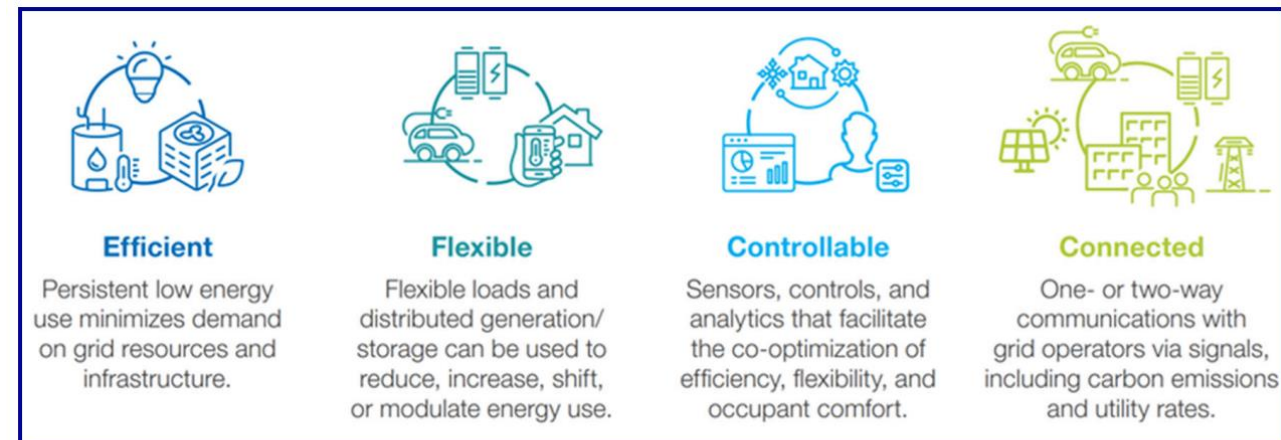 Efficient
Persistent low energy
use minimizes demand
on grid resources and
infrastructure.
Flexible
Flexible loads and
distributed generation/
storage can be used to
reduce, increase, shift,
or modulate energy use.
Controllable
Sensors, controls, and
analytics that facilitate
the co-optimization of
efficiency, flexibility, and
occupant comfort.
Connected
One- or two-way
communications with
grid operators via signals,
including carbon emissions
and utility rates.